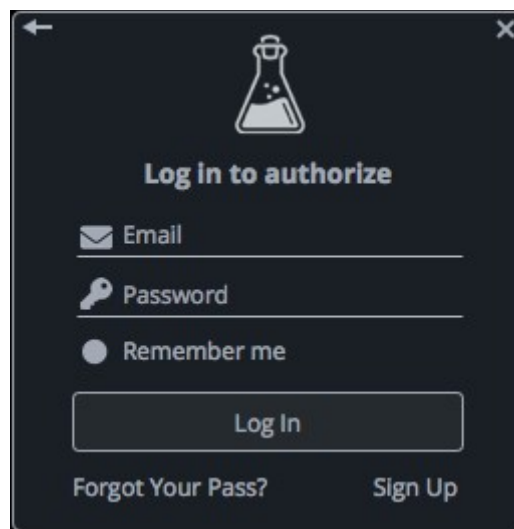 Log in to authorize
Email
Password
Remember me
Log In
Forgot Your Pass? Sign Up